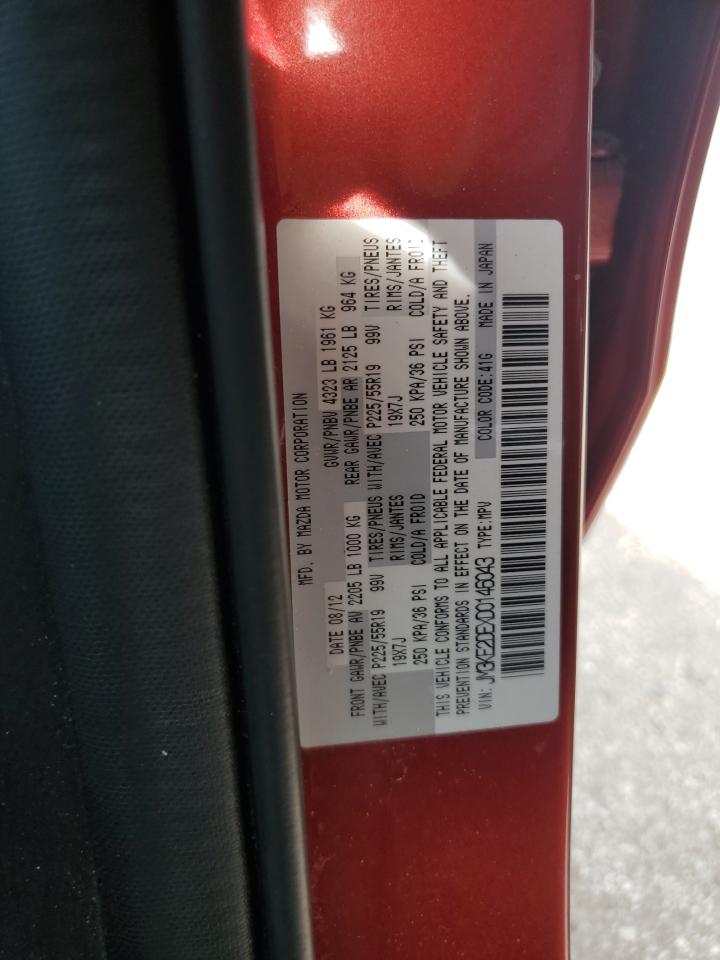 MFD. BY MAZDA MOTOR CORPORATION
DATE 08/12 GVWR/PNBV 4323 LB 1961 KG
FRONT GAWR/PNBE AV 2205 LB 1000 KG REAR GAWR/PNBE AR 2125 LB 964 KG
WITH/AVEC P225/55R19 99V TIRES/PNEUS WITH/AVEC P225/55R19 99V TIRES/PNEUS
19X7J RIMS/JANTES 19X7J RIMS/JANTES
250 KPA/36 PSI COLD/A FROID 250 KPA/36 PSI COLD/A FROID
THIS VEHICLE CONFORMS TO ALL APPLICABLE FEDERAL MOTOR VEHICLE SAFETY AND THEFT
PREVENTION STANDARDS IN EFFECT ON THE DATE OF MANUFACTURE SHOWN ABOVE.
VIN: JM3KE2DEXD0146043 TYPE:MPV COLOR CODE:41G MADE IN JAPAN